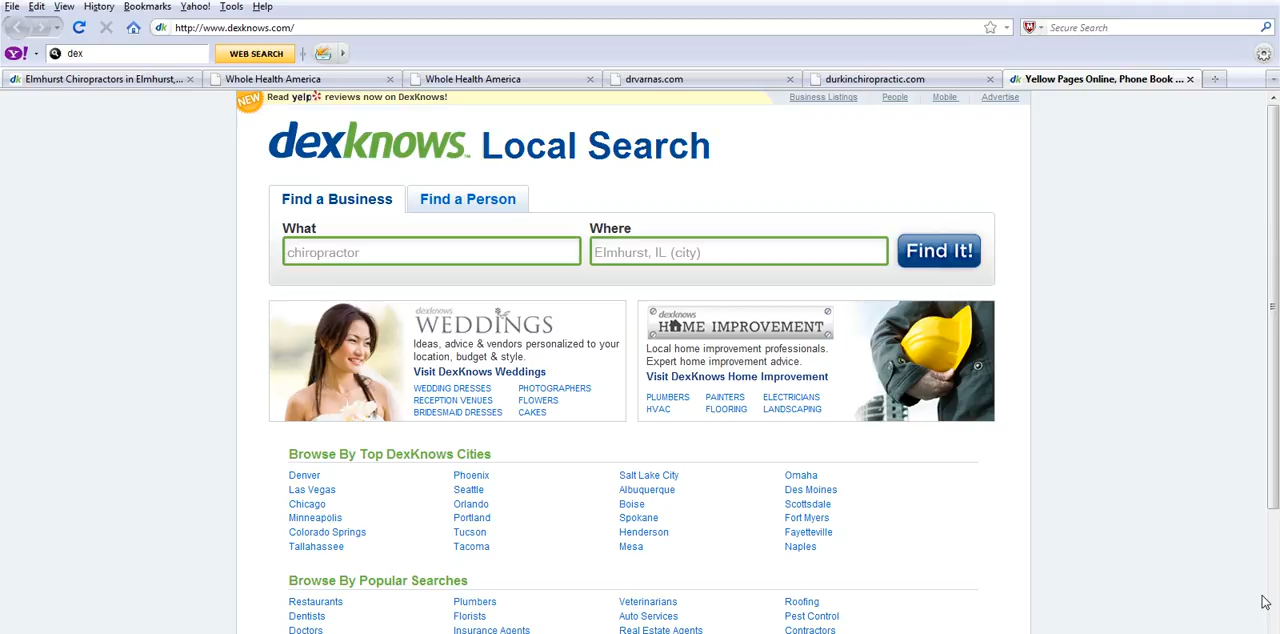 File Edit View History Bookmarks Yahoo! Tools Help
dk http://www.dexknows.com/ Secure Search
Y! dex WEB SEARCH
dk Elmhurst Chiropractors in Elmhurst,... Whole Health America Whole Health America drvarnas.com durkinchiropractic.com dk Yellow Pages Online, Phone Book ...
NEW Read yelp reviews now on DexKnows! Business Listings People Mobile Advertise
dexknows™ Local Search
Find a Business Find a Person
What Where
chiropractor Elmhurst, IL (city) Find It!
dexknows
WEDDINGS
Ideas, advice & vendors personalized to your
location, budget & style.
Visit DexKnows Weddings
WEDDING DRESSES PHOTOGRAPHERS
RECEPTION VENUES FLOWERS
BRIDESMAID DRESSES CAKES
dexknows
HOME IMPROVEMENT
Local home improvement professionals.
Expert home improvement advice.
Visit DexKnows Home Improvement
PLUMBERS PAINTERS ELECTRICIANS
HVAC FLOORING LANDSCAPING
Browse By Top DexKnows Cities
Denver Phoenix Salt Lake City Omaha
Las Vegas Seattle Albuquerque Des Moines
Chicago Orlando Boise Scottsdale
Minneapolis Portland Spokane Fort Myers
Colorado Springs Tucson Henderson Fayetteville
Tallahassee Tacoma Mesa Naples
Browse By Popular Searches
Restaurants Plumbers Veterinarians Roofing
Dentists Florists Auto Services Pest Control
Doctors Insurance Agents Real Estate Agents Contractors